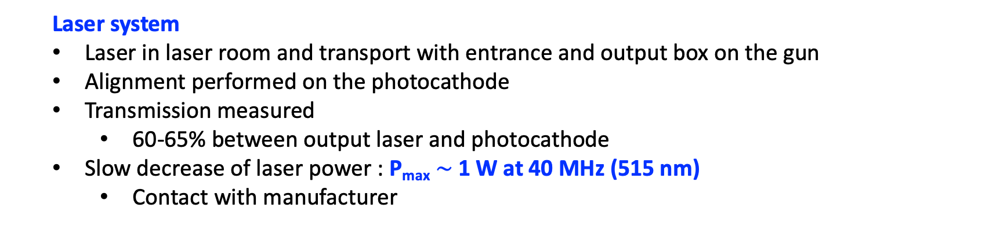 Laser system
• Laser in laser room and transport with entrance and output box on the gun
• Alignment performed on the photocathode
• Transmission measured
• 60-65% between output laser and photocathode
• Slow decrease of laser power : Pmax ~ 1 W at 40 MHz (515 nm)
• Contact with manufacturer